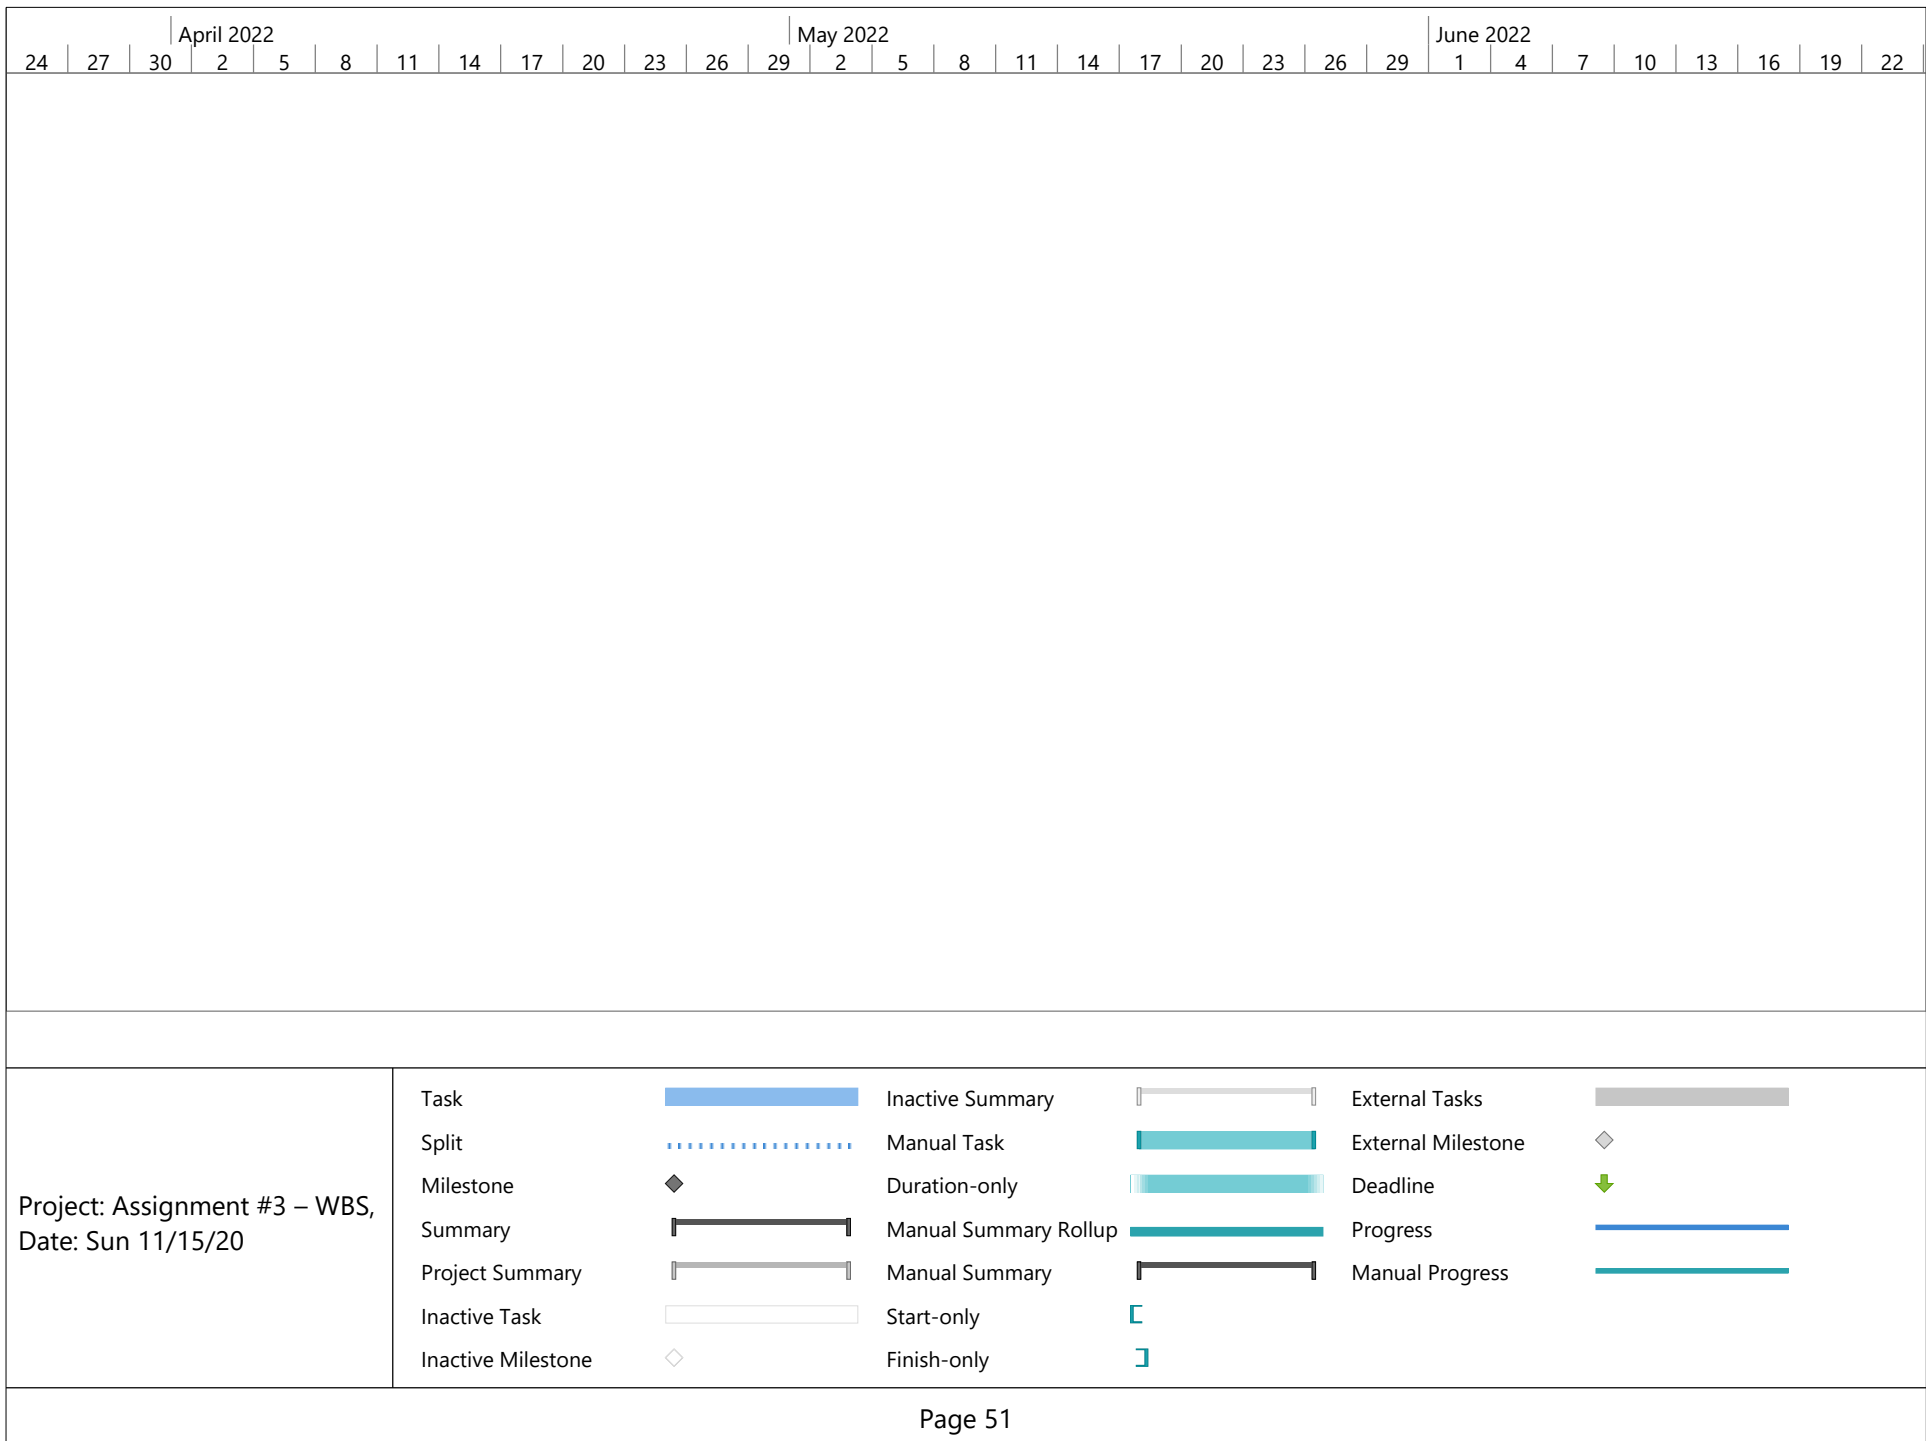 April 2022 May 2022 June 2022
24 27 30 2 5 8 11 14 17 20 23 26 29 2 5 8 11 14 17 20 23 26 29 1 4 7 10 13 16 19 22
Project: Assignment #3 – WBS,
Date: Sun 11/15/20
Task
Split
Milestone
Summary
Project Summary
Inactive Task
Inactive Milestone
Inactive Summary
Manual Task
Duration-only
Manual Summary Rollup
Manual Summary
Start-only
Finish-only
External Tasks
External Milestone
Deadline
Progress
Manual Progress
Page 51